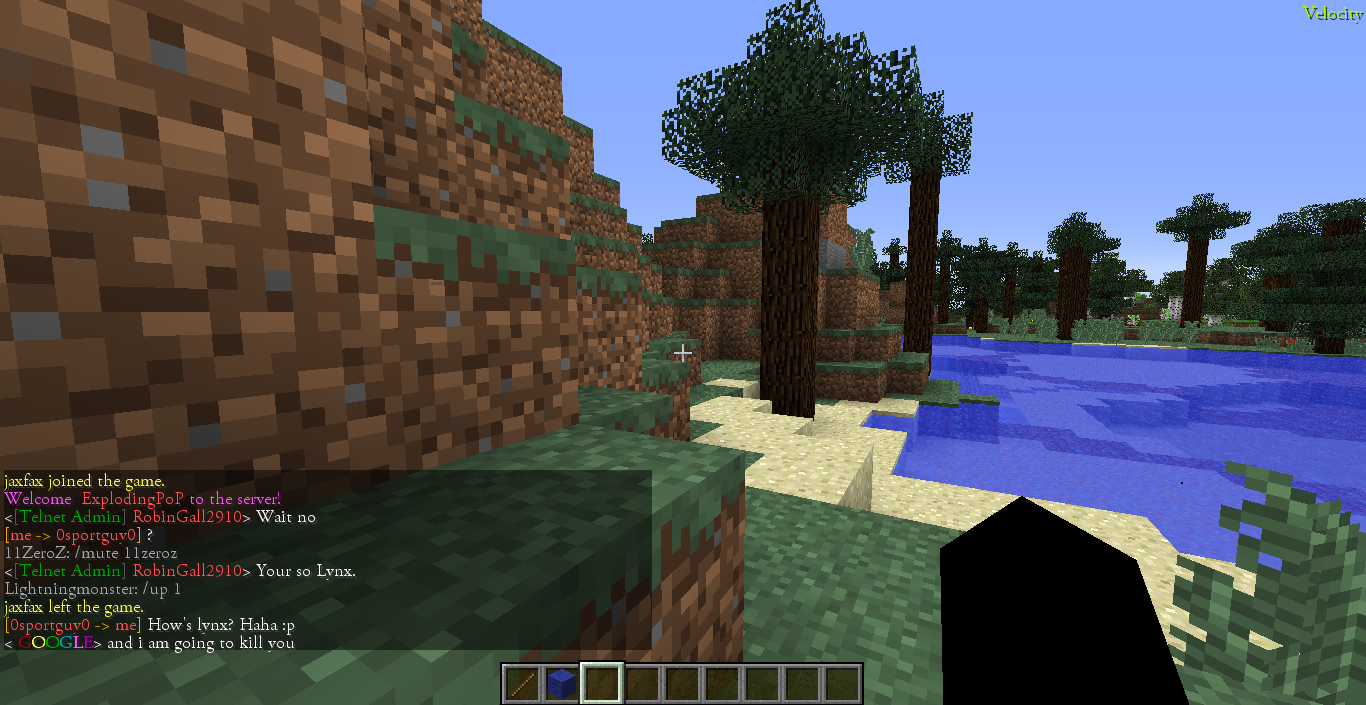 Velocity
jaxfax joined the game.
Welcome ExplodingPoP to the server!
<[Telnet Admin] RobinGall2910> Wait no
[me -> 0sportguy0] ?
11ZeroZ: /mute 11zeroz
<[Telnet Admin] RobinGall2910> Your so Lynx.
Lightningmonster: /up 1
jaxfax left the game.
[0sportguy0 -> me] How's lynx? Haha :p
< GOOGLE> and i am going to kill you